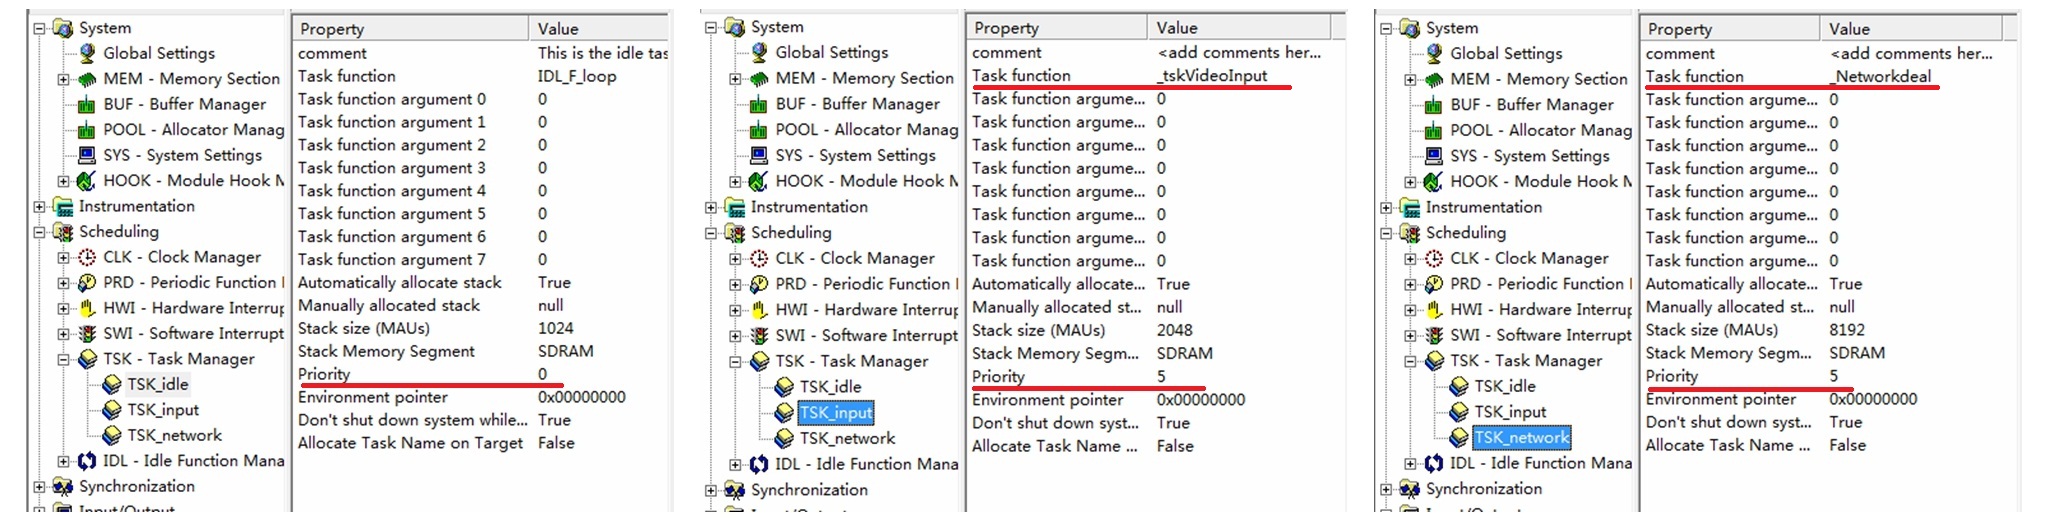 System
Global Settings
MEM - Memory Section
BUF - Buffer Manager
POOL - Allocator Manag
SYS - System Settings
HOOK - Module Hook M
Instrumentation
Scheduling
CLK - Clock Manager
PRD - Periodic Function
HWI - Hardware Interrup
SWI - Software Interrupt
TSK - Task Manager
TSK_idle
TSK_input
TSK_network
IDL - Idle Function Mana
Synchronization
Input/Output
Property Value
comment This is the idle tas
Task function IDL_F_loop
Task function argument 0 0
Task function argument 1 0
Task function argument 2 0
Task function argument 3 0
Task function argument 4 0
Task function argument 5 0
Task function argument 6 0
Task function argument 7 0
Automatically allocate stack True
Manually allocated stack null
Stack size (MAUs) 1024
Stack Memory Segment SDRAM
Priority 0
Environment pointer 0x00000000
Don't shut down system while... True
Allocate Task Name on Target False
System
Global Settings
MEM - Memory Section
BUF - Buffer Manager
POOL - Allocator Manag
SYS - System Settings
HOOK - Module Hook M
Instrumentation
Scheduling
CLK - Clock Manager
PRD - Periodic Function
HWI - Hardware Interrup
SWI - Software Interrupt
TSK - Task Manager
TSK_idle
TSK_input
TSK_network
IDL - Idle Function Mana
Synchronization
Property Value
comment <add comments her...
Task function _tskVideoInput
Task function argume... 0
Task function argume... 0
Task function argume... 0
Task function argume... 0
Task function argume... 0
Task function argume... 0
Task function argume... 0
Task function argume... 0
Automatically allocate... True
Manually allocated st... null
Stack size (MAUs) 2048
Stack Memory Segm... SDRAM
Priority 5
Environment pointer 0x00000000
Don't shut down syst... True
Allocate Task Name ... False
System
Global Settings
MEM - Memory Section
BUF - Buffer Manager
POOL - Allocator Manag
SYS - System Settings
HOOK - Module Hook M
Instrumentation
Scheduling
CLK - Clock Manager
PRD - Periodic Function
HWI - Hardware Interrup
SWI - Software Interrupt
TSK - Task Manager
TSK_idle
TSK_input
TSK_network
IDL - Idle Function Mana
Synchronization
Property Value
comment <add comments her...
Task function _Networkdeal
Task function argume... 0
Task function argume... 0
Task function argume... 0
Task function argume... 0
Task function argume... 0
Task function argume... 0
Task function argume... 0
Task function argume... 0
Automatically allocate... True
Manually allocated st... null
Stack size (MAUs) 8192
Stack Memory Segm... SDRAM
Priority 5
Environment pointer 0x00000000
Don't shut down syst... True
Allocate Task Name ... False